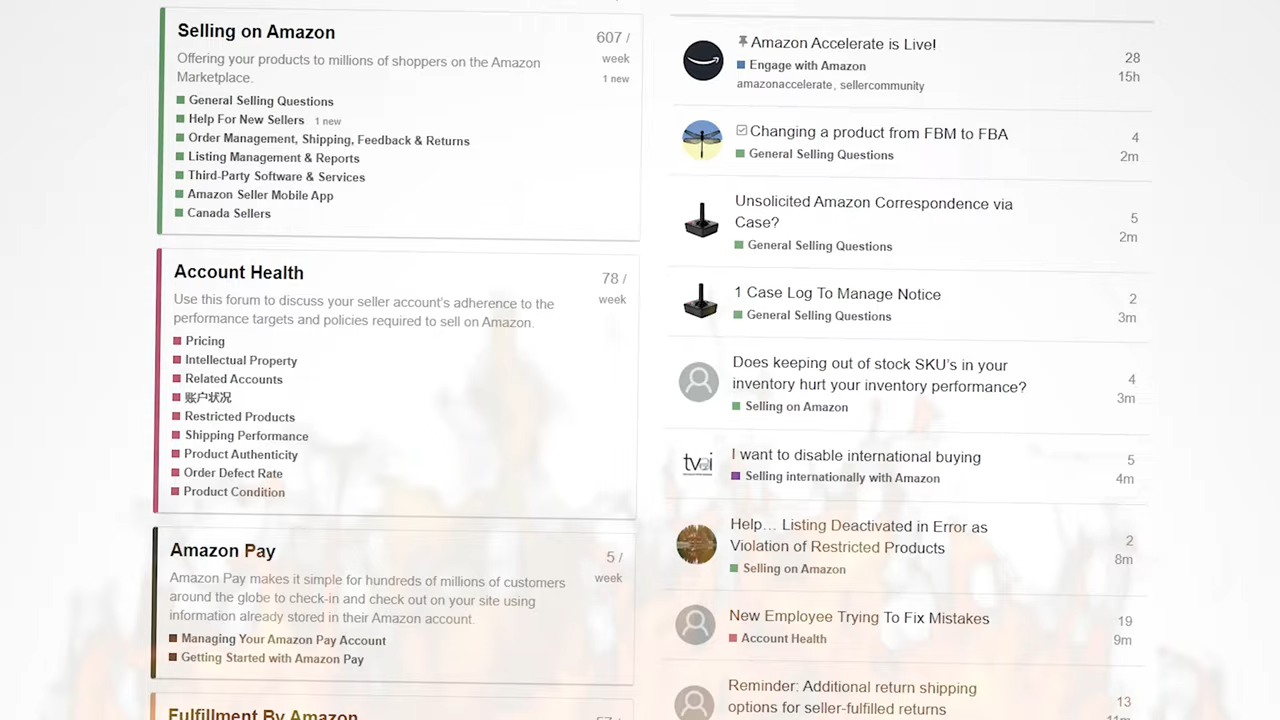 Selling on Amazon
607 /
week
1 new
Offering your products to millions of shoppers on the Amazon
Marketplace.
General Selling Questions
Help For New Sellers 1 new
Order Management, Shipping, Feedback & Returns
Listing Management & Reports
Third-Party Software & Services
Amazon Seller Mobile App
Canada Sellers
Account Health
78 /
week
Use this forum to discuss your seller account's adherence to the
performance targets and policies required to sell on Amazon.
Pricing
Intellectual Property
Related Accounts
账户状况
Restricted Products
Shipping Performance
Product Authenticity
Order Defect Rate
Product Condition
Amazon Pay
5 /
week
Amazon Pay makes it simple for hundreds of millions of customers
around the globe to check-in and check out on your site using
information already stored in their Amazon account.
Managing Your Amazon Pay Account
Getting Started with Amazon Pay
Fulfillment By Amazon
Amazon Accelerate is Live!
28
Engage with Amazon
15h
amazonaccelerate, sellercommunity
Changing a product from FBM to FBA
4
General Selling Questions
2m
Unsolicited Amazon Correspondence via
Case?
5
2m
General Selling Questions
1 Case Log To Manage Notice
2
General Selling Questions
3m
Does keeping out of stock SKU's in your
inventory hurt your inventory performance?
4
3m
Selling on Amazon
I want to disable international buying
5
Selling internationally with Amazon
4m
Help... Listing Deactivated in Error as
Violation of Restricted Products
2
8m
Selling on Amazon
New Employee Trying To Fix Mistakes
19
Account Health
9m
Reminder: Additional return shipping
options for seller-fulfilled returns
13